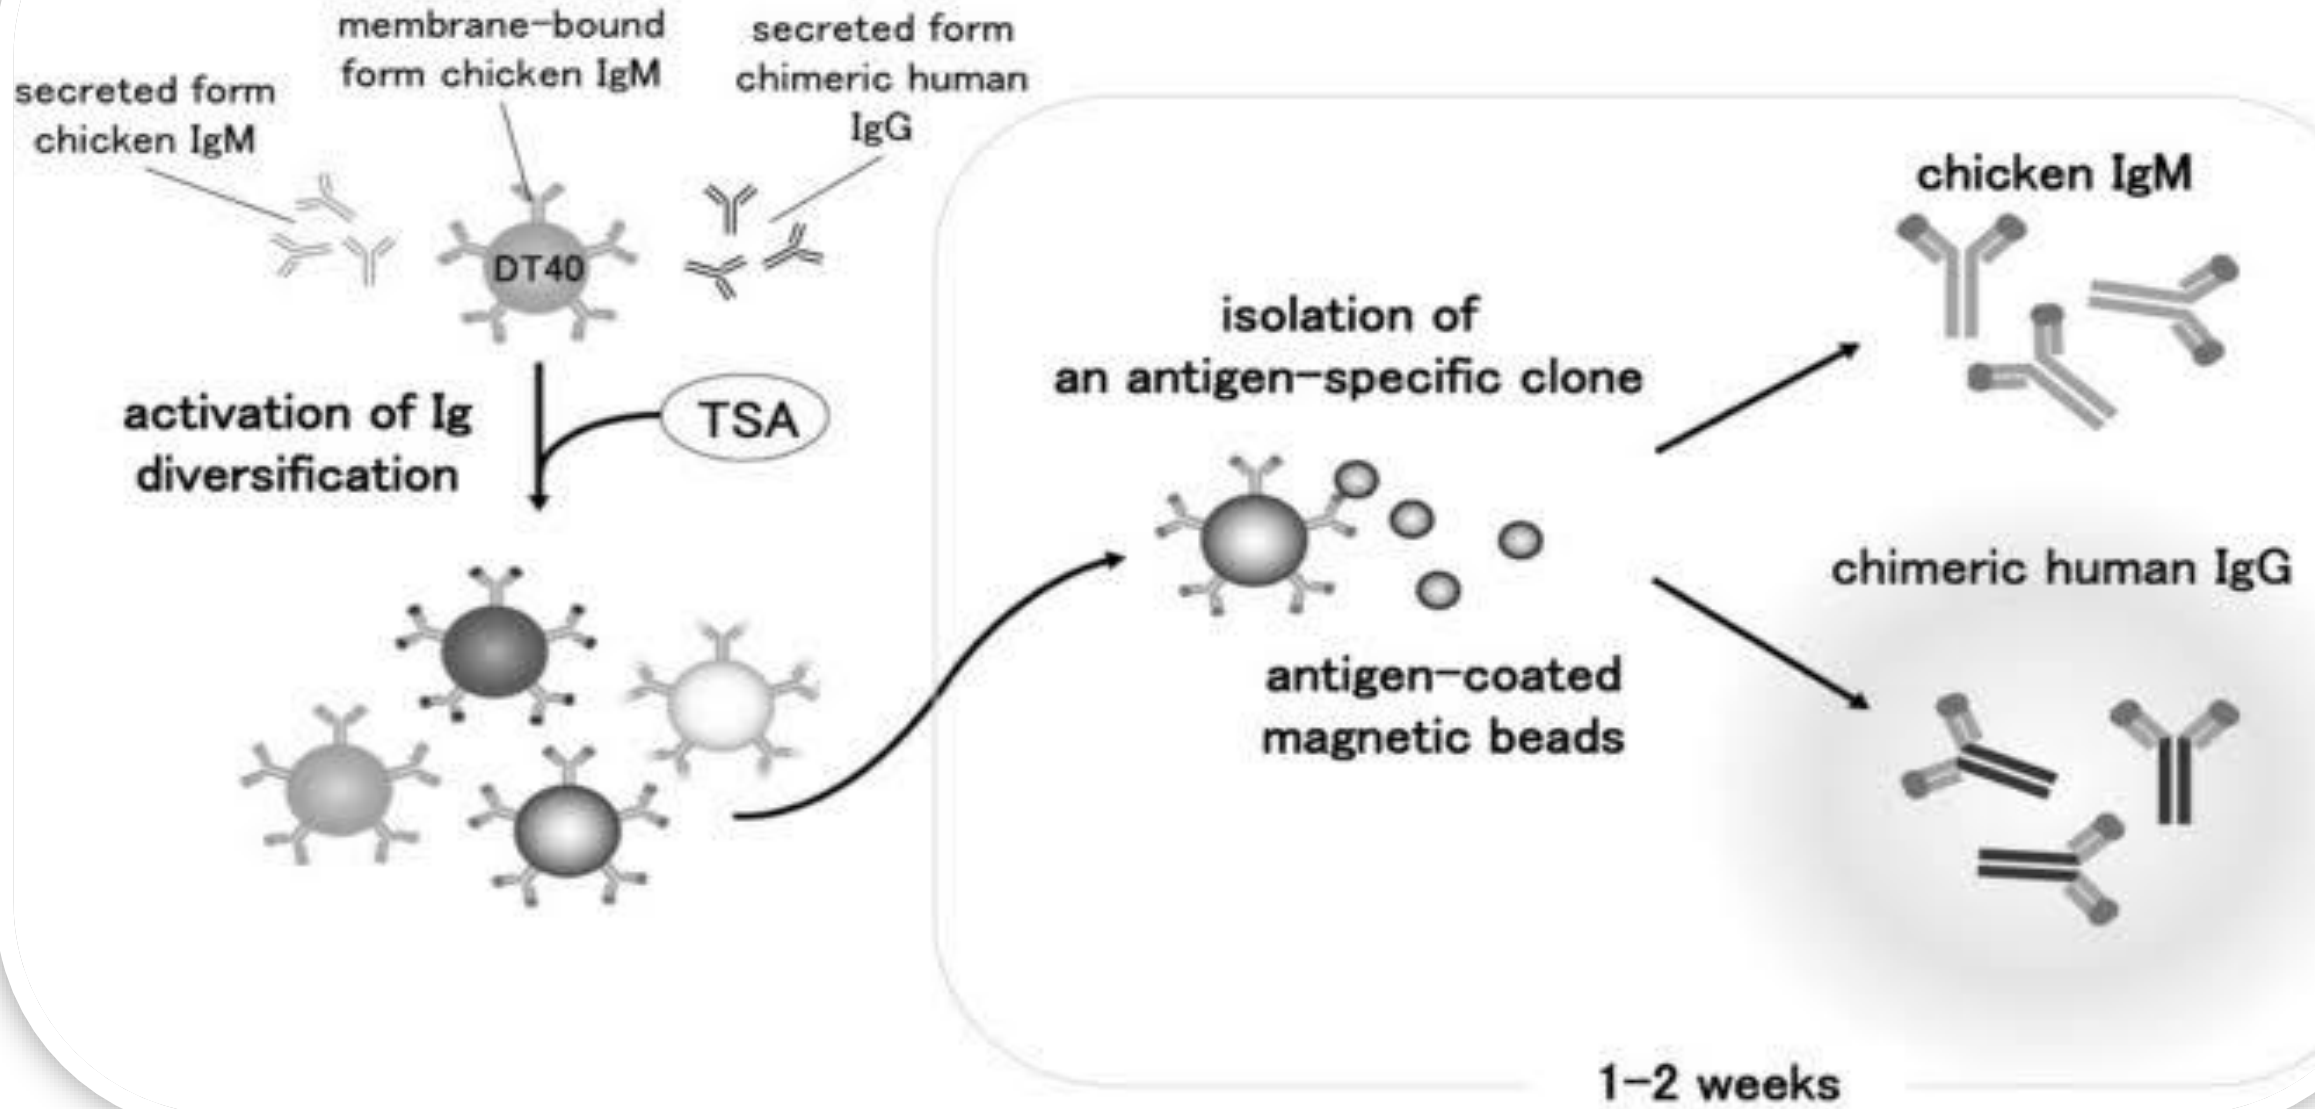 membrane-bound
form chicken IgM
secreted form
chimeric human
IgG
secreted form
chicken IgM
DT40
activation of Ig
diversification
TSA
isolation of
an antigen-specific clone
antigen-coated
magnetic beads
chicken IgM
chimeric human IgG
1-2 weeks